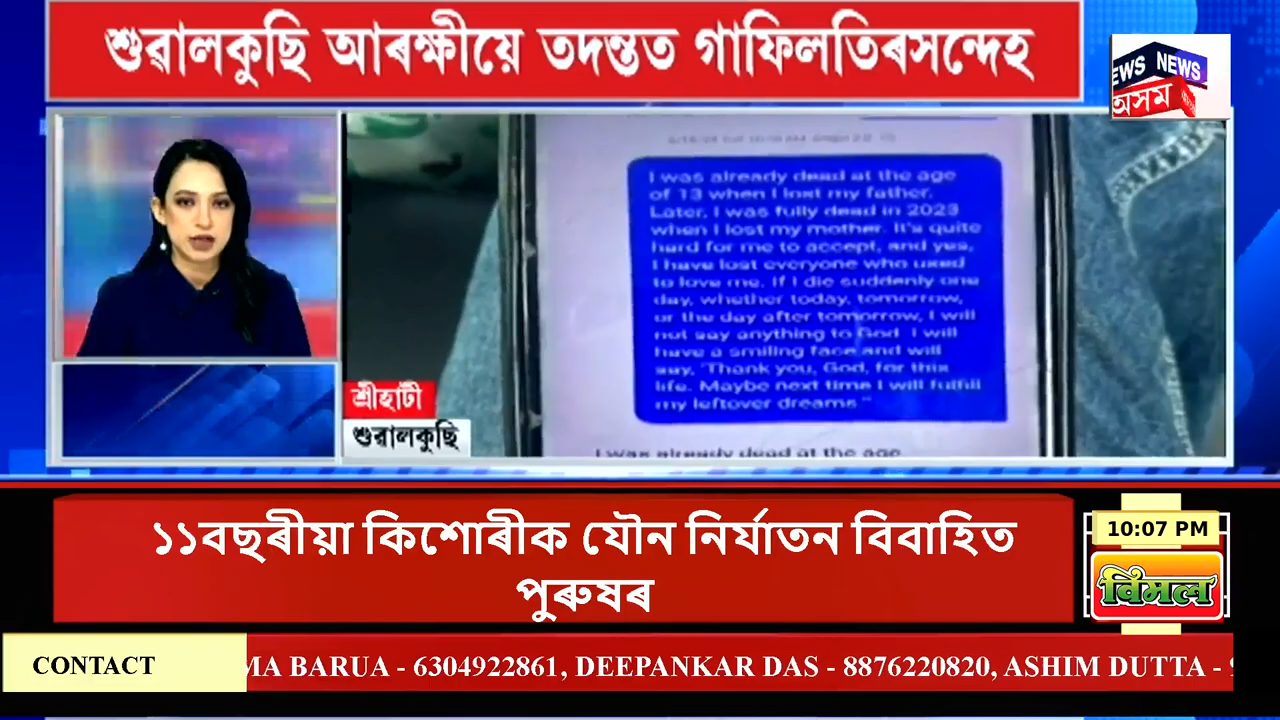 শুৱালকুছি আৰক্ষীয়ে তদন্তত গাফিলতিৰসন্দেহ
EWS NEWS
অসম
I was already dead at the age
of 13 when I lost my father.
Later, I was fully dead in 2023
when I lost my mother. It's quite
hard for me to accept, and yes,
I have lost everyone who used
to love me. If I die suddenly one
day, whether today, tomorrow,
or the day after tomorrow, I will
not say anything to God. I will
have a smiling face and will
say, 'Thank you, God, for this
life. Maybe next time I will fulfill
my leftover dreams.'"
I was already dead at the age
শ্ৰীহাটী
শুৱালকুছি
১১বছৰীয়া কিশোৰীক যৌন নিৰ্যাতন বিবাহিত
পুৰুষৰ
10:07 PM
বিমল
CONTACT
MA BARUA - 6304922861, DEEPANKAR DAS - 8876220820, ASHIM DUTTA -